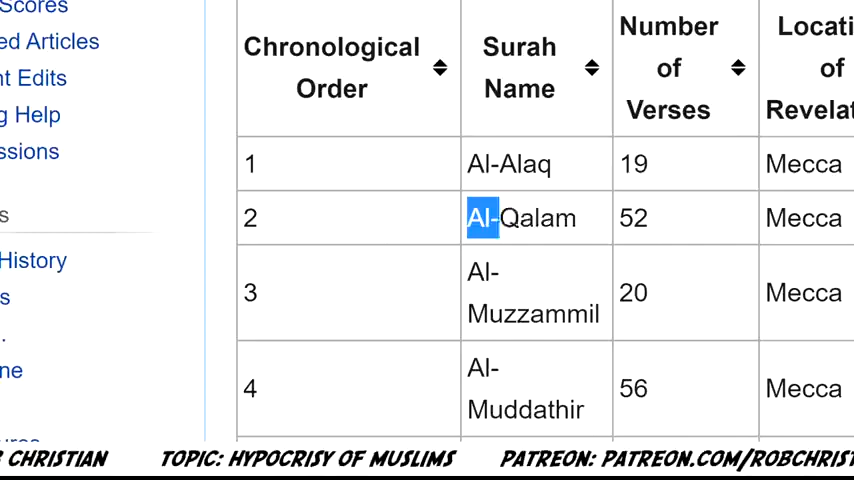 Scores
ed Articles
nt Edits
g Help
ssions
s
History
s
.
ne
Chronological
Order
Surah
Name
Number
of
Verses
Locati
of
Revelat
1 Al-Alaq 19 Mecca
2 Al-Qalam 52 Mecca
3 Al-
Muzzammil 20 Mecca
4 Al-
Muddathir 56 Mecca
B CHRISTIAN TOPIC: HYPOCRISY OF MUSLIMS PATREON: PATREON.COM/ROBCHRIST